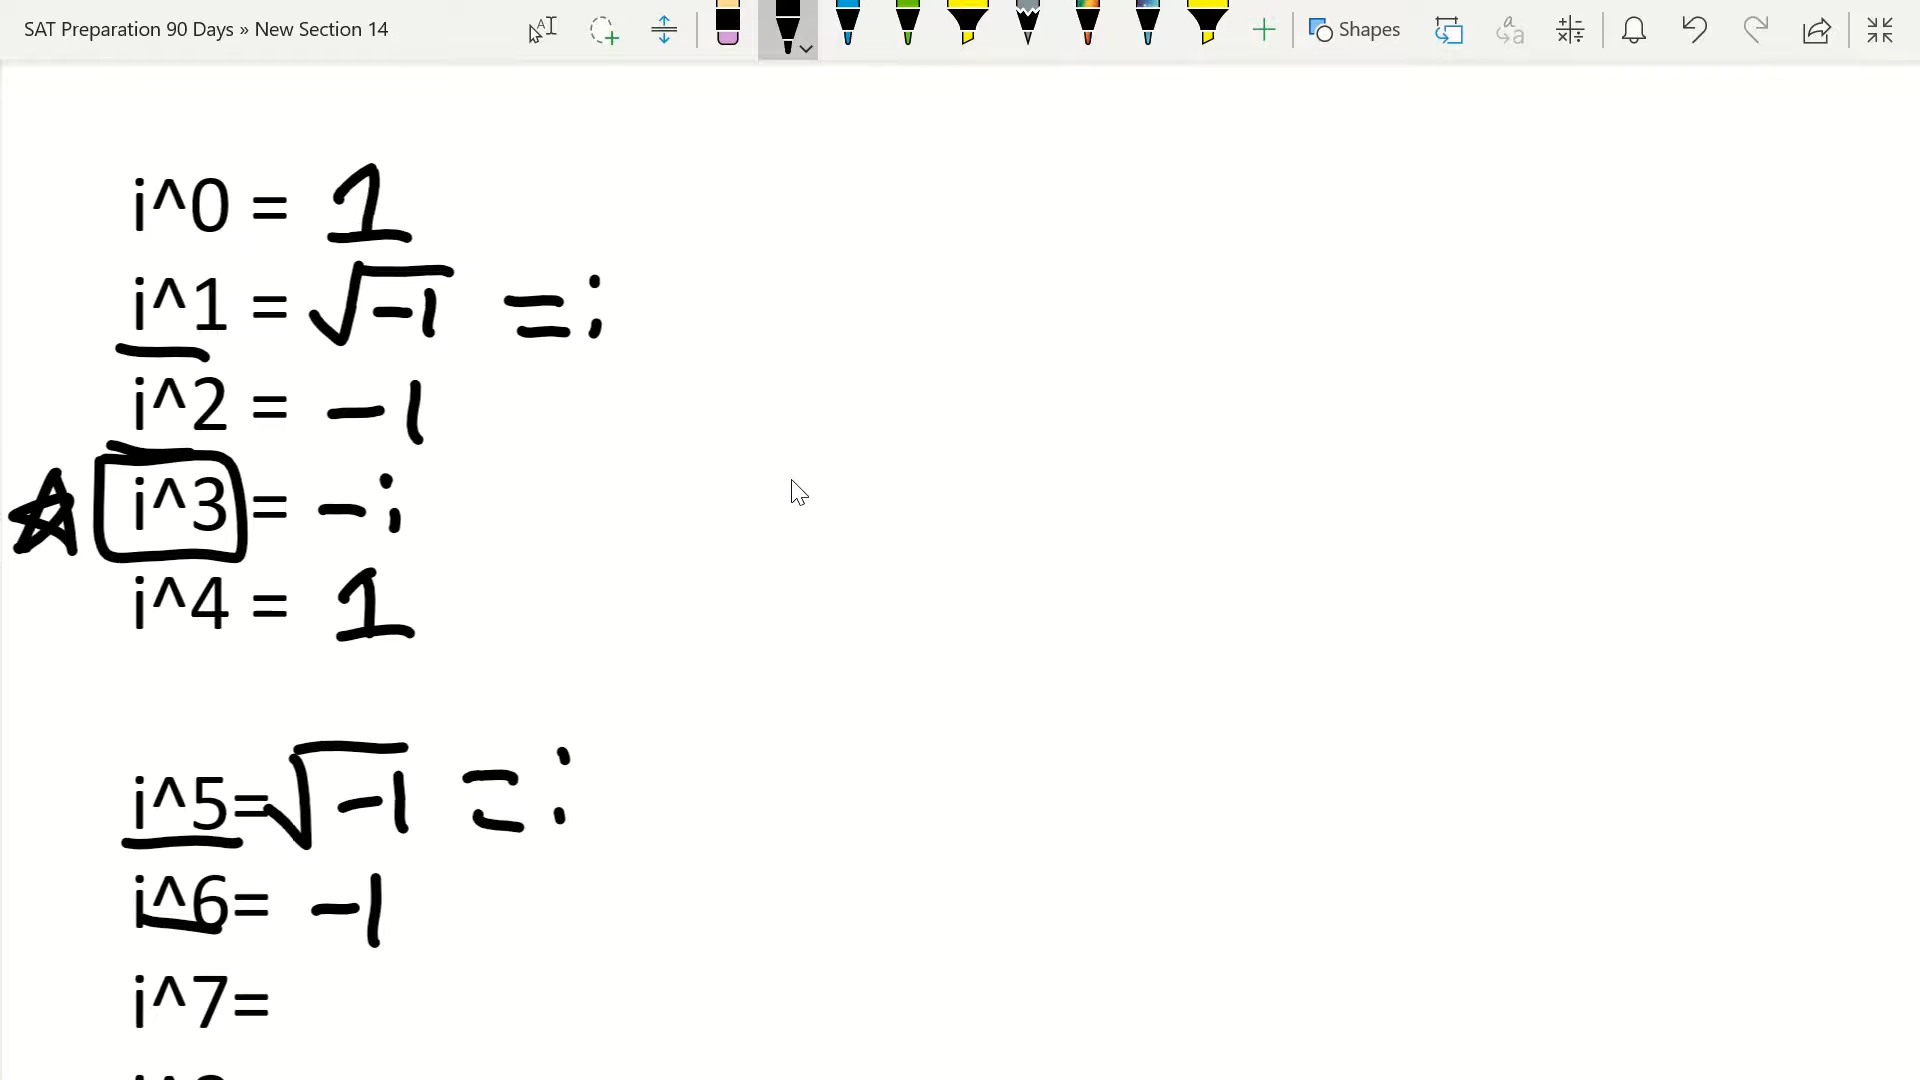 SAT Preparation 90 Days » New Section 14
Shapes
i^0 = 1
i^1 = √-1 = i
i^2 = -1
i^3 = -i
i^4 = 1
i^5= √-1 = i
i^6= -1
i^7=